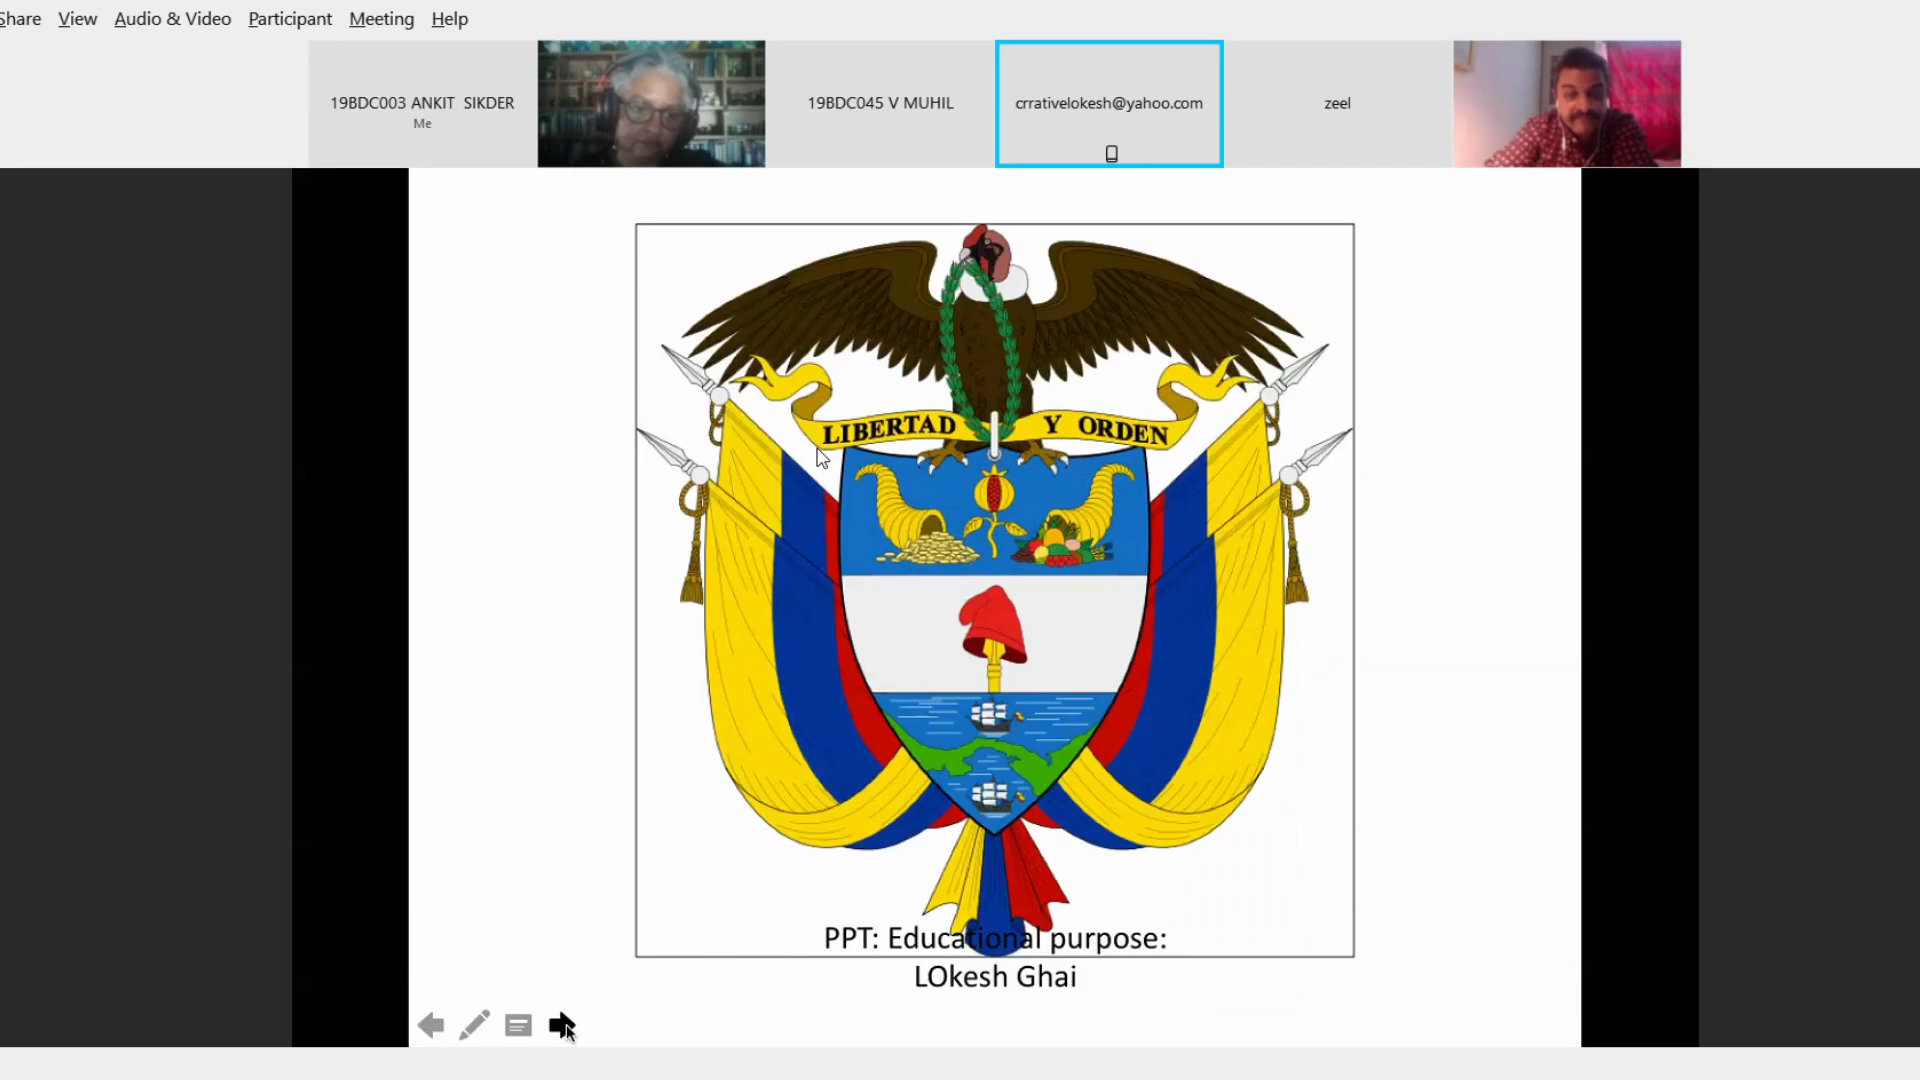 Share View Audio & Video Participant Meeting Help
19BDC003 ANKIT SIKDER
Me
19BDC045 V MUHIL
crrativelokesh@yahoo.com
zeel
LIBERTAD Y ORDEN
PPT: Educational purpose:
LOkesh Ghai